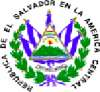 REPUBLICA DE EL SALVADOR EN LA AMERICA CENTRAL